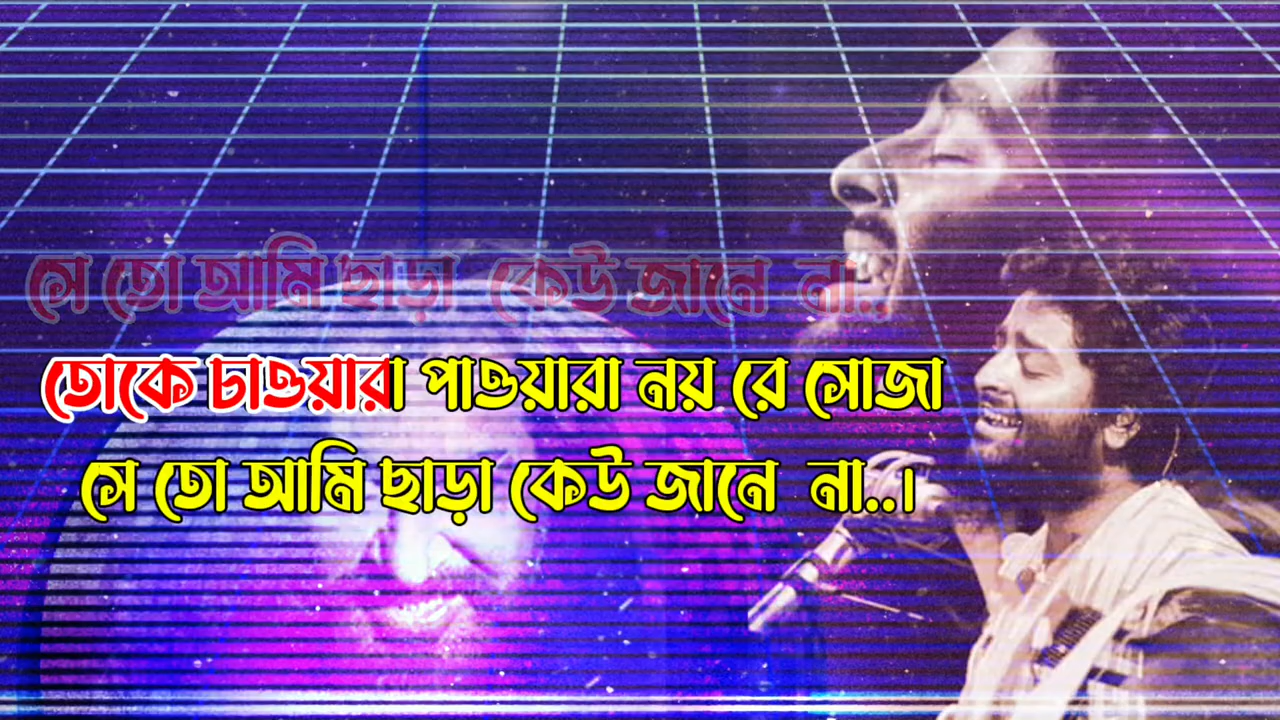 সে তো আমি ছাড়া কেউ জানে না..
তোকে চাওয়ারা পাওয়ারা নয় রে সোজা
সে তো আমি ছাড়া কেউ জানে না..।